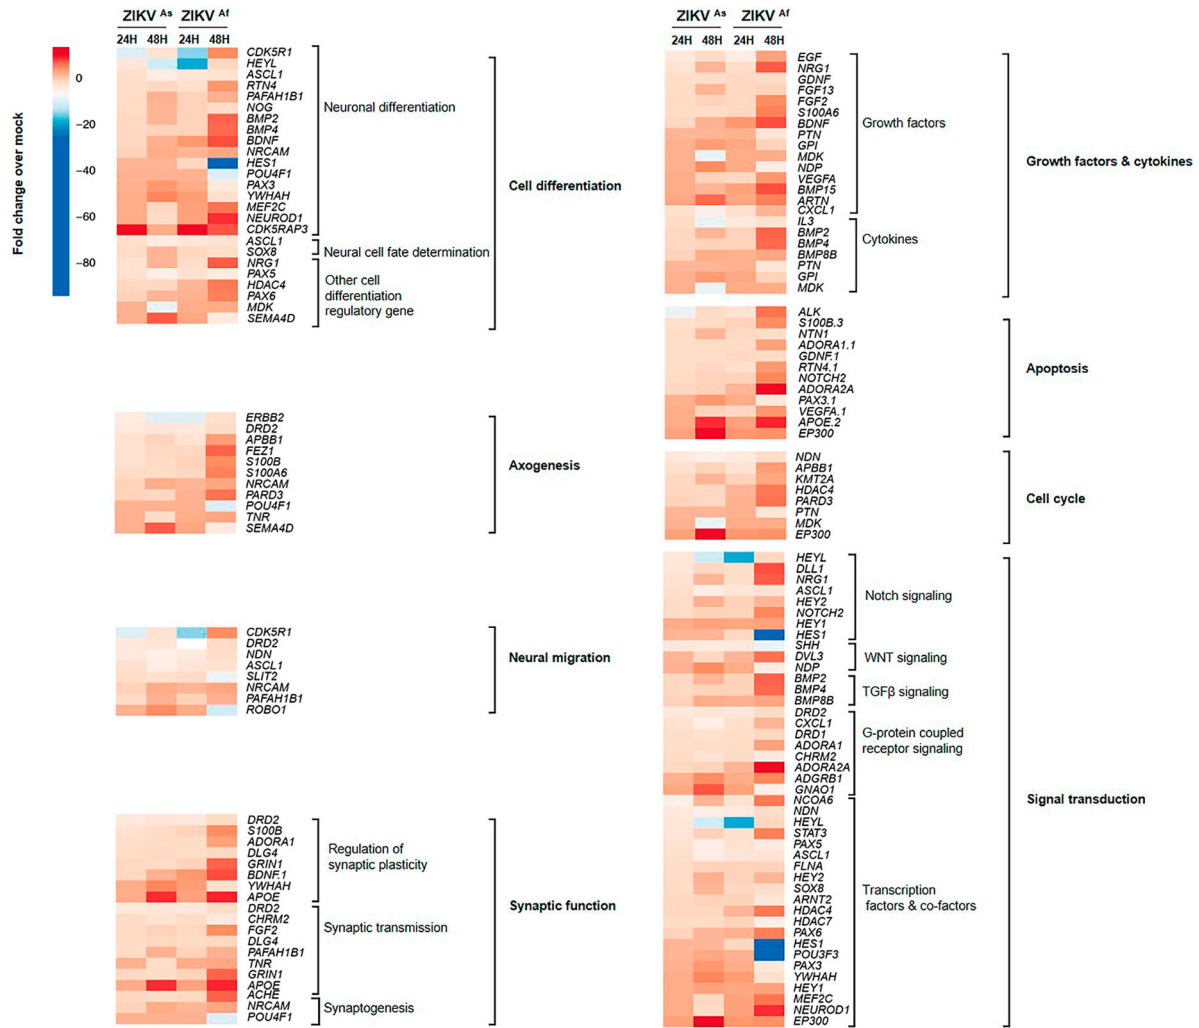 ZIKV As ZIKV Af
24H 48H 24H 48H
Fold change over mock
0
−20
−40
−60
−80
CDK5R1
HEYL
ASCL1
RTN4
PAFAH1B1
NOG
BMP2
BMP4
BDNF
NRCAM
HES1
POU4F1
PAX3
YWHAH
MEF2C
NEUROD1
CDK5RAP3
Neuronal differentiation
ASCL1
SOX8
Neural cell fate determination
NRG1
PAX5
HDAC4
PAX6
MDK
SEMA4D
Other cell
differentiation
regulatory gene
Cell differentiation
ERBB2
DRD2
APBB1
FEZ1
S100B
S100A6
NRCAM
PARD3
POU4F1
TNR
SEMA4D
Axogenesis
CDK5R1
DRD2
NDN
ASCL1
SLIT2
NRCAM
PAFAH1B1
ROBO1
Neural migration
DRD2
S100B
ADORA1
DLG4
GRIN1
BDNF.1
YWHAH
APOE
Regulation of
synaptic plasticity
DRD2
CHRM2
FGF2
DLG4
PAFAH1B1
TNR
GRIN1
APOE
Synaptic transmission
ACHE
NRCAM
POU4F1
Synaptogenesis
Synaptic function
ZIKV As ZIKV Af
24H 48H 24H 48H
EGF
NRG1
GDNF
FGF13
FGF2
S100A6
BDNF
PTN
GPI
MDK
NDP
VEGFA
BMP15
ARTN
CXCL1
Growth factors
IL3
BMP2
BMP4
BMP8B
PTN
GPI
MDK
Cytokines
Growth factors & cytokines
ALK
S100B.3
NTN1
ADORA1.1
GDNF.1
RTN4.1
NOTCH2
ADORA2A
PAX3.1
VEGFA.1
APOE.2
EP300
Apoptosis
NDN
APBB1
KMT2A
HDAC4
PARD3
PTN
MDK
EP300
Cell cycle
HEYL
DLL1
NRG1
ASCL1
HEY2
NOTCH2
HEY1
HES1
Notch signaling
SHH
DVL3
NDP
WNT signaling
BMP2
BMP4
BMP8B
TGFβ signaling
DRD2
CXCL1
DRD1
ADORA1
CHRM2
ADORA2A
ADGRB1
GNAO1
G-protein coupled
receptor signaling
NCOA6
NDN
HEYL
STAT3
PAX5
ASCL1
FLNA
HEY2
SOX8
ARNT2
HDAC4
HDAC7
PAX6
HES1
POU3F3
PAX3
YWHAH
HEY1
MEF2C
NEUROD1
EP300
Transcription
factors & co-factors
Signal transduction